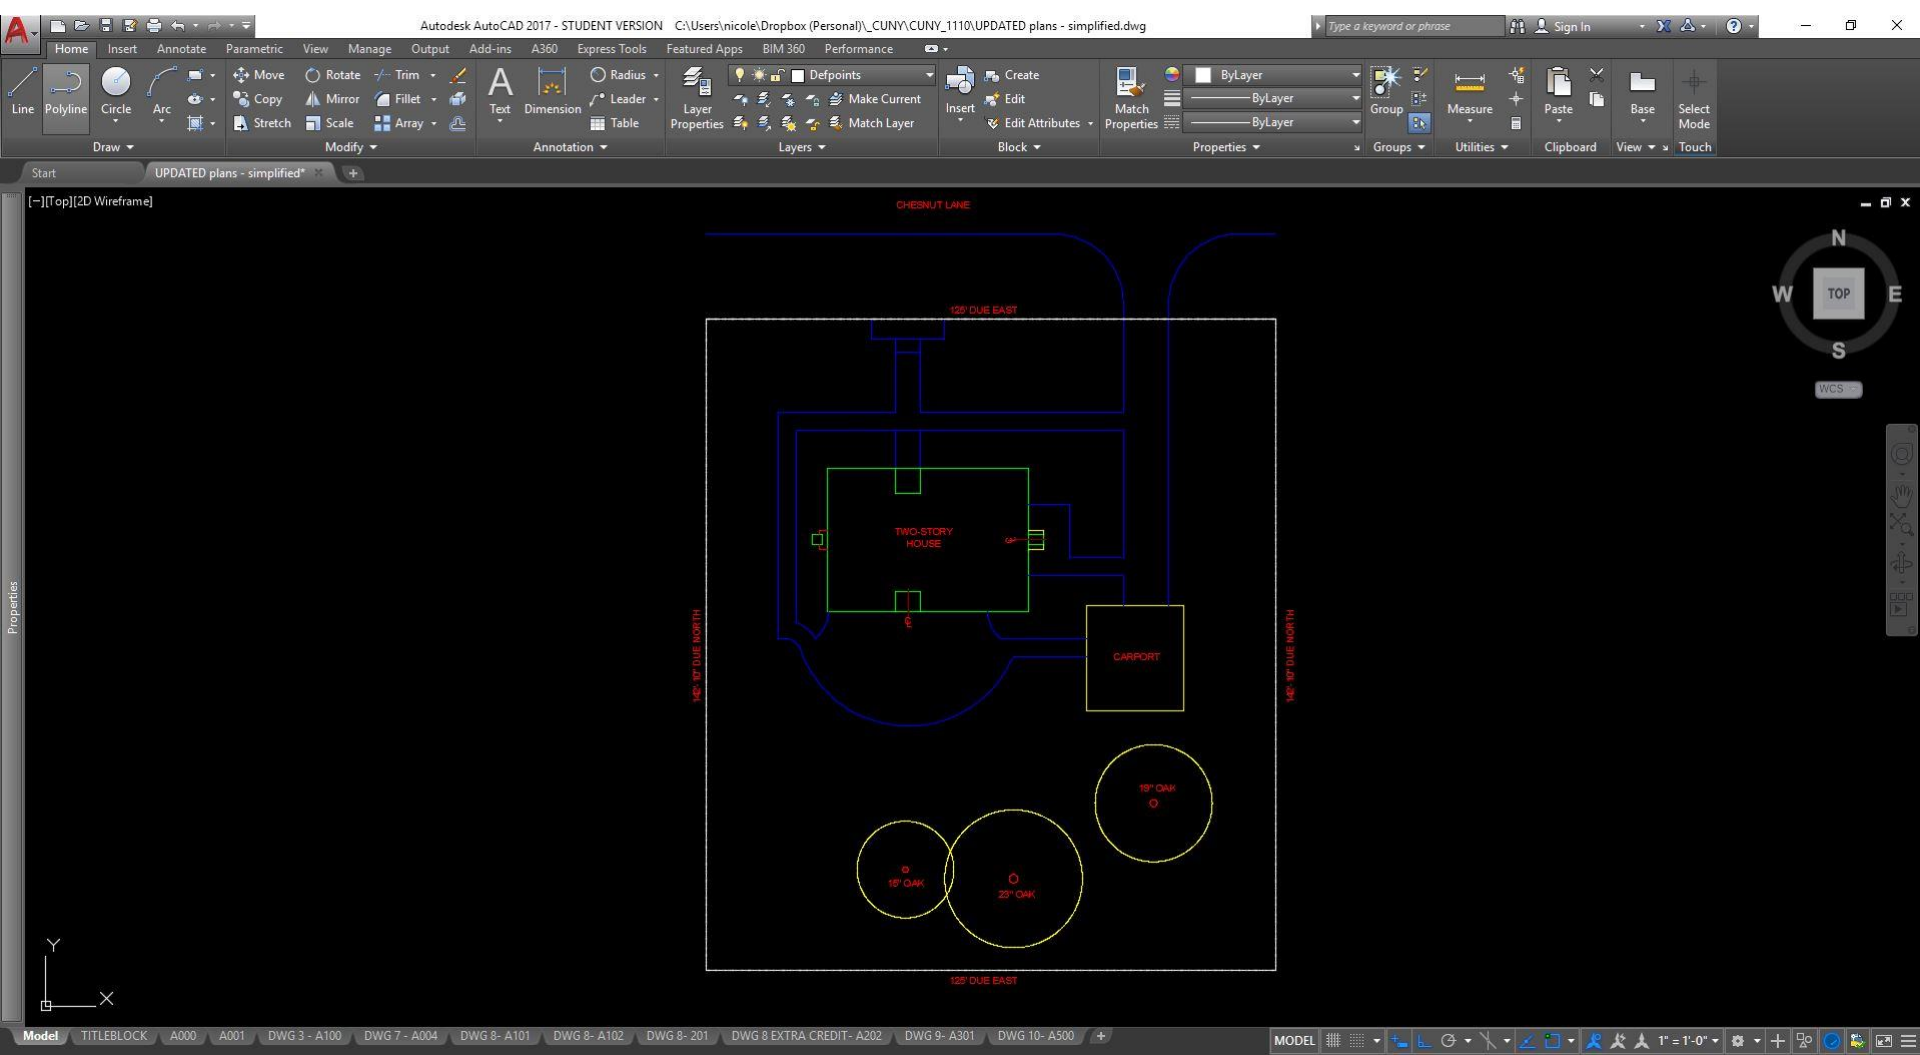 Autodesk AutoCAD 2017 - STUDENT VERSION C:\Users\nicole\Dropbox (Personal)\_CUNY\CUNY_1110\UPDATED plans - simplified.dwg
Type a keyword or phrase
Sign In
Home Insert Annotate Parametric View Manage Output Add-ins A360 Express Tools Featured Apps BIM 360 Performance
Line Polyline Circle Arc
Move Rotate Trim
Copy Mirror Fillet
Stretch Scale Array
Text Dimension
Radius
Leader
Table
Layer Properties
Defpoints
Make Current
Match Layer
Insert
Create
Edit
Edit Attributes
Match Properties
ByLayer
ByLayer
ByLayer
Group
Measure
Paste
Base
Select Mode
Draw Modify Annotation Layers Block Properties Groups Utilities Clipboard View Touch
Start UPDATED plans - simplified*
[−][Top][2D Wireframe]
CHESNUT LANE
N
W TOP E
S
WCS
125' DUE EAST
TWO-STORY
HOUSE
142'- 10" DUE NORTH
142'- 10" DUE NORTH
CARPORT
19" OAK
15" OAK
23" OAK
125' DUE EAST
Properties
Y
X
Model TITLEBLOCK A000 A001 DWG 3 - A100 DWG 7 - A004 DWG 8- A101 DWG 8- A102 DWG 8- 201 DWG 8 EXTRA CREDIT- A202 DWG 9- A301 DWG 10- A500
MODEL 1" = 1'-0"